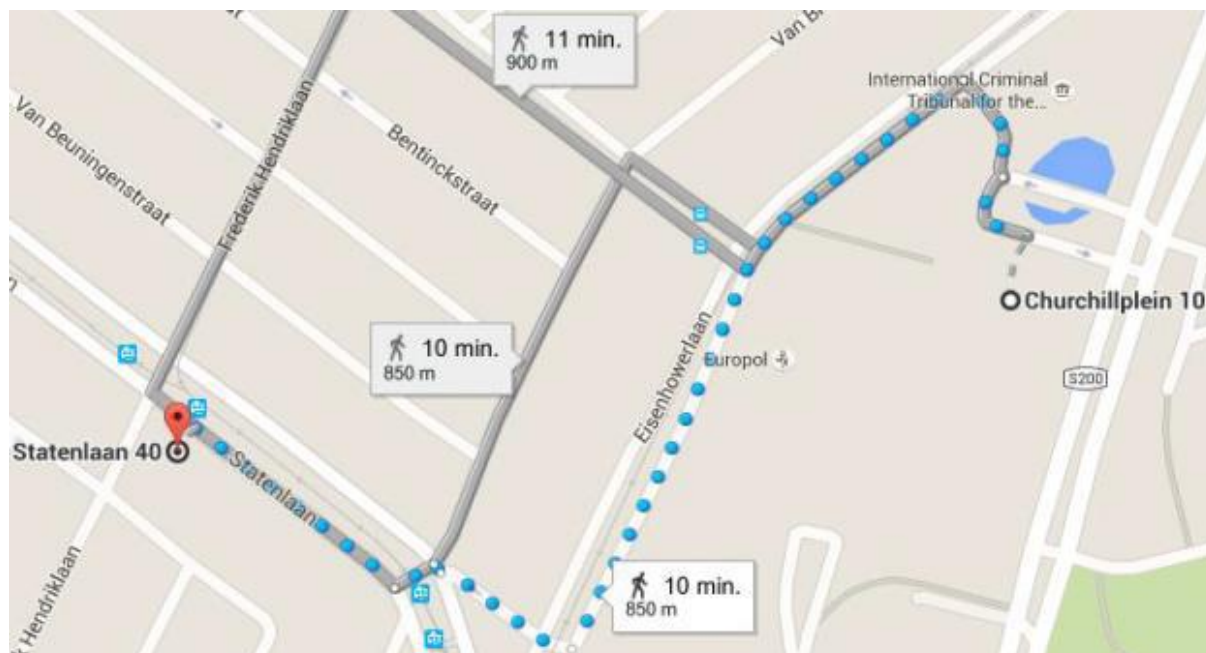 11 min.
900 m
Van Be
International Criminal
Tribunal for the...
Van Beuningenstraat
Frederik Hendriklaan
Bentinckstraat
Churchillplein 10
10 min.
850 m
Eisenhowerlaan
Europol
S200
Statenlaan 40
Statenlaan
10 min.
850 m
k Hendriklaan